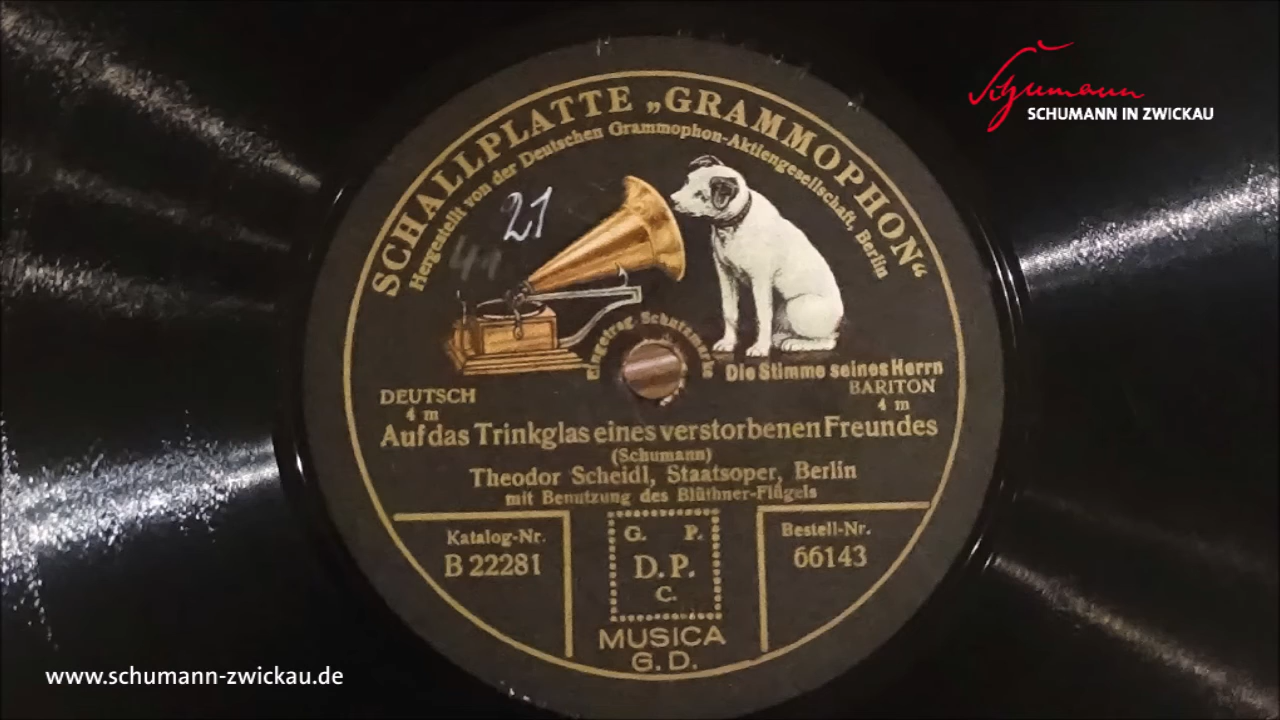 Schumann
SCHUMANN IN ZWICKAU
SCHALLPLATTE „GRAMMOPHON“
Hergestellt von der Deutschen Grammophon-Aktiengesellschaft, Berlin
21
41
Eingetrag. Schutzmarke
Die Stimme seines Herrn
DEUTSCH
4 m
BARITON
4 m
Auf das Trinkglas eines verstorbenen Freundes
(Schumann)
Theodor Scheidl, Staatsoper, Berlin
mit Benutzung des Blüthner-Flügels
Katalog-Nr.
B 22281
G. P.
D.P.
C.
Bestell-Nr.
66143
MUSICA
G.D.
www.schumann-zwickau.de